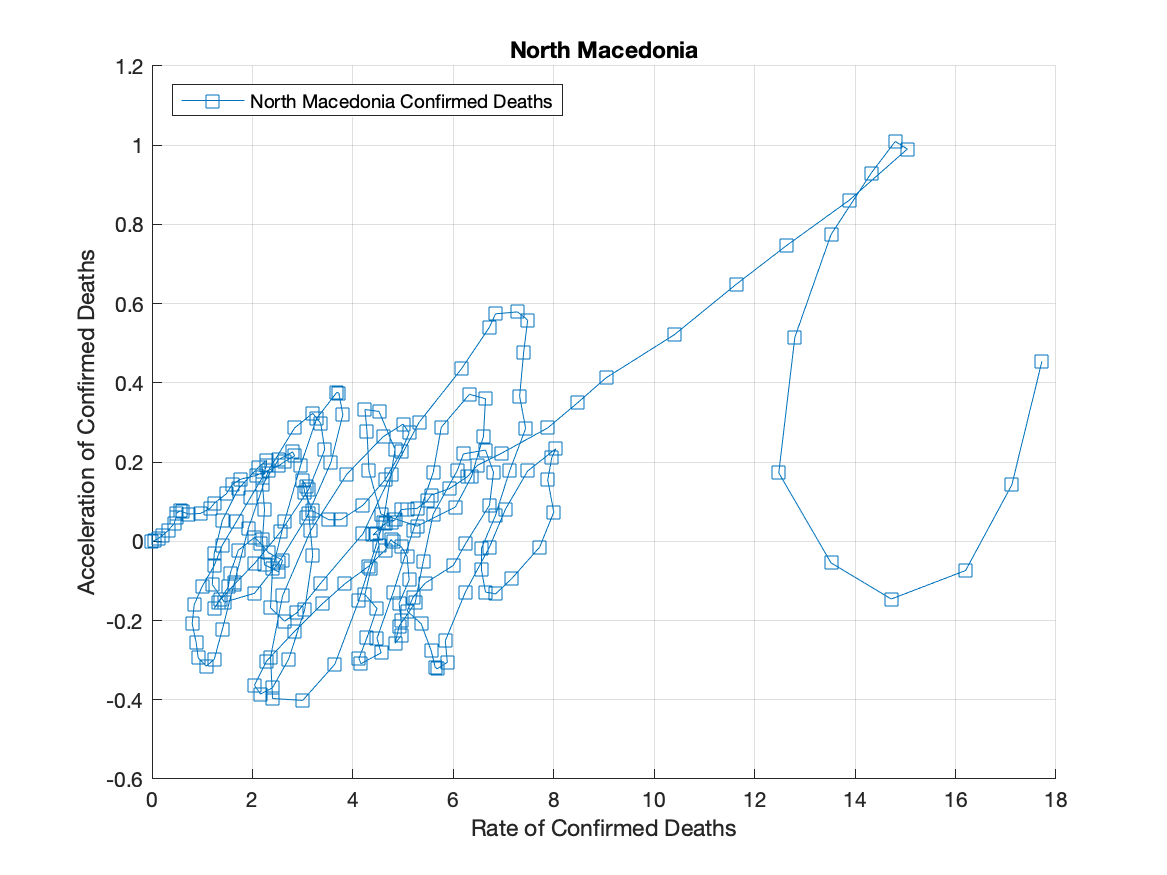 North Macedonia
1.2
North Macedonia Confirmed Deaths
1
0.8
0.6
0.4
0.2
0
-0.2
-0.4
-0.6
Acceleration of Confirmed Deaths
0 2 4 6 8 10 12 14 16 18
Rate of Confirmed Deaths